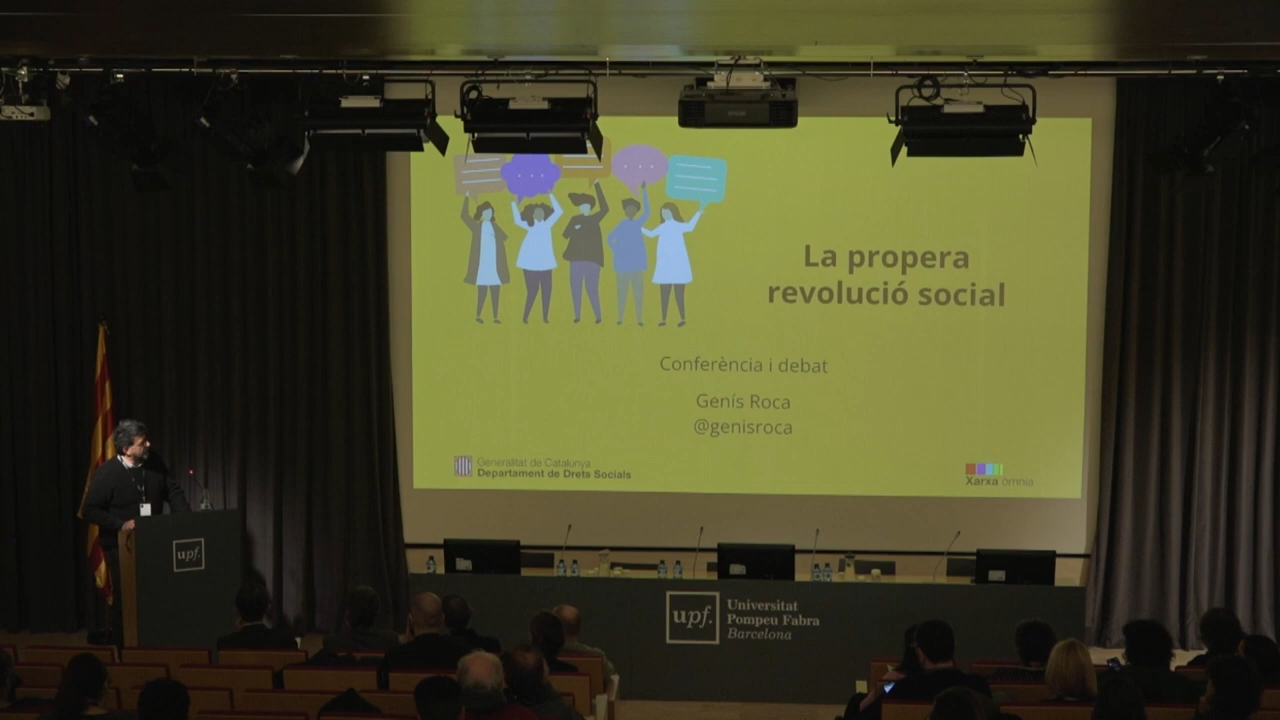 La propera
revolució social
Conferència i debat
Genís Roca
@genisroca
Generalitat de Catalunya
Departament de Drets Socials
Xarxa òmnia
upf.
upf.
Universitat
Pompeu Fabra
Barcelona
EPSON